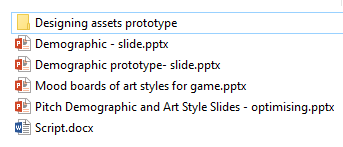 Designing assets prototype
Demographic - slide.pptx
Demographic prototype- slide.pptx
Mood boards of art styles for game.pptx
Pitch Demographic and Art Style Slides - optimising.pptx
Script.docx